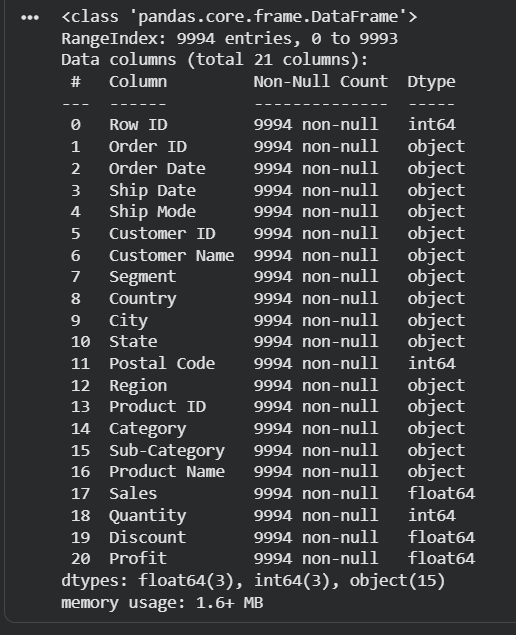 <class 'pandas.core.frame.DataFrame'>
RangeIndex: 9994 entries, 0 to 9993
Data columns (total 21 columns):
 #   Column         Non-Null Count  Dtype
---  ------         --------------  -----
 0   Row ID         9994 non-null   int64
 1   Order ID       9994 non-null   object
 2   Order Date     9994 non-null   object
 3   Ship Date      9994 non-null   object
 4   Ship Mode      9994 non-null   object
 5   Customer ID    9994 non-null   object
 6   Customer Name  9994 non-null   object
 7   Segment        9994 non-null   object
 8   Country        9994 non-null   object
 9   City           9994 non-null   object
 10  State          9994 non-null   object
 11  Postal Code    9994 non-null   int64
 12  Region         9994 non-null   object
 13  Product ID     9994 non-null   object
 14  Category       9994 non-null   object
 15  Sub-Category   9994 non-null   object
 16  Product Name   9994 non-null   object
 17  Sales          9994 non-null   float64
 18  Quantity       9994 non-null   int64
 19  Discount       9994 non-null   float64
 20  Profit         9994 non-null   float64
dtypes: float64(3), int64(3), object(15)
memory usage: 1.6+ MB